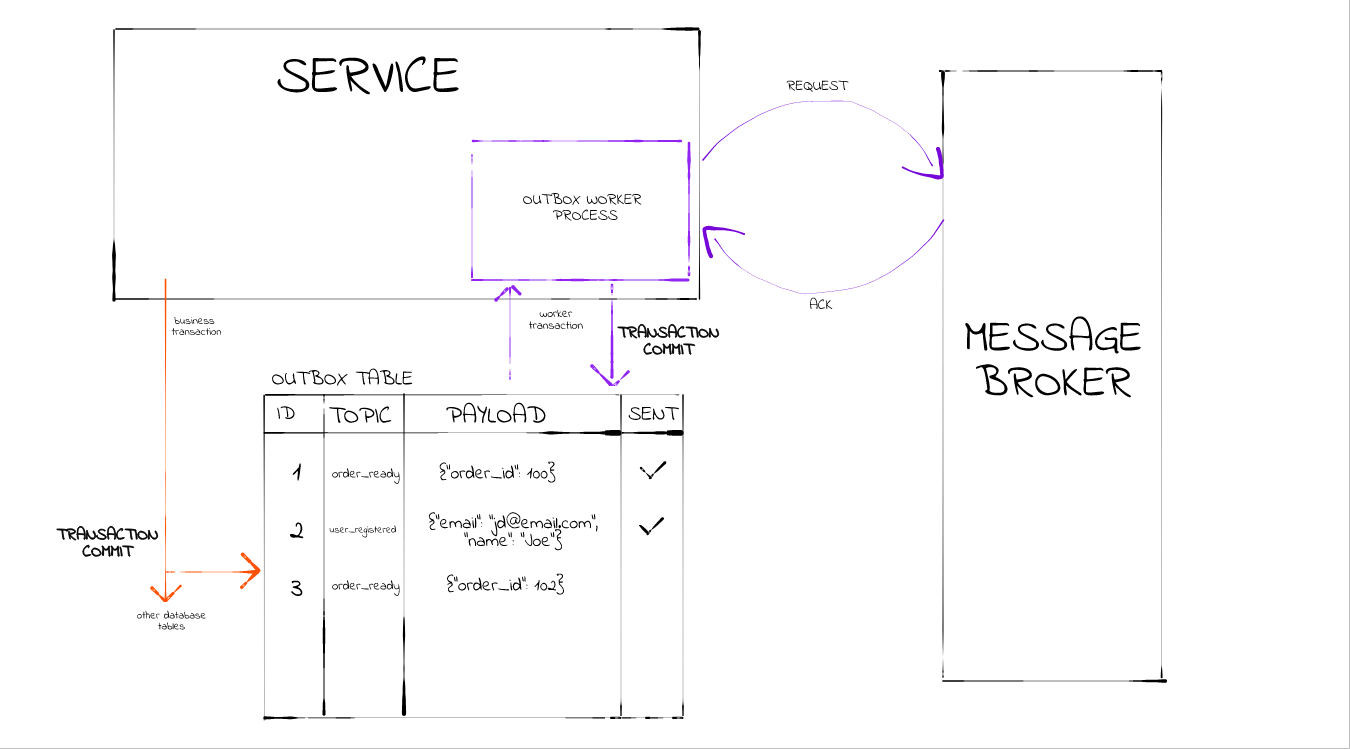 SERVICE
REQUEST
OUTBOX WORKER
PROCESS
ACK
business
transaction
worker
transaction
TRANSACTION
COMMIT
MESSAGE
BROKER
OUTBOX TABLE
ID TOPIC PAYLOAD SENT
1 order_ready {"order_id": 100}
2 user_registered {"email": "jd@email.com",
"name": "Joe"}
TRANSACTION
COMMIT
3 order_ready {"order_id": 102}
other database
tables